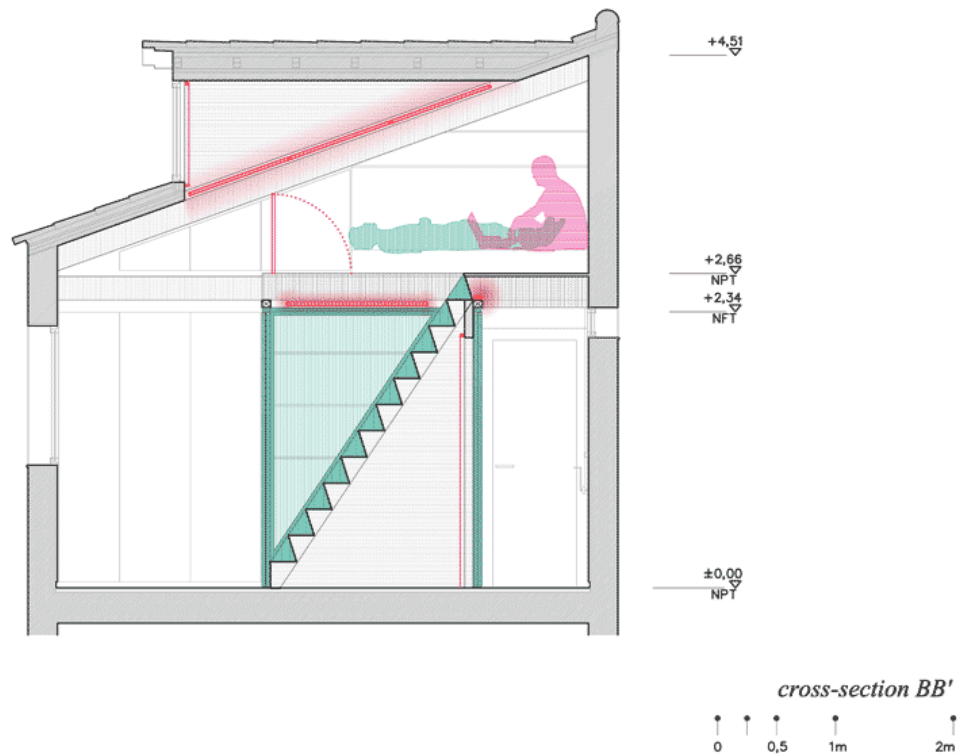 +4,51
+2,66
NPT
+2,34
NFT
±0,00
NPT
cross-section BB'
0 0,5 1m 2m